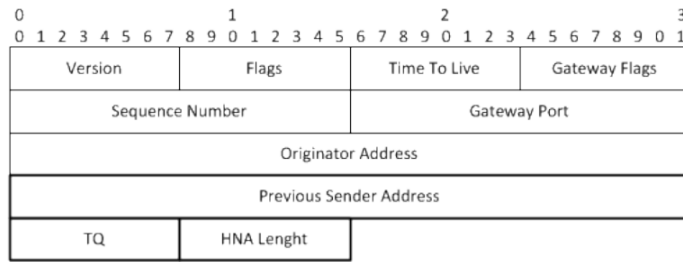 0 1 2 3
0 1 2 3 4 5 6 7 8 9 0 1 2 3 4 5 6 7 8 9 0 1 2 3 4 5 6 7 8 9 0 1
Version Flags Time To Live Gateway Flags
Sequence Number Gateway Port
Originator Address
Previous Sender Address
TQ HNA Lenght